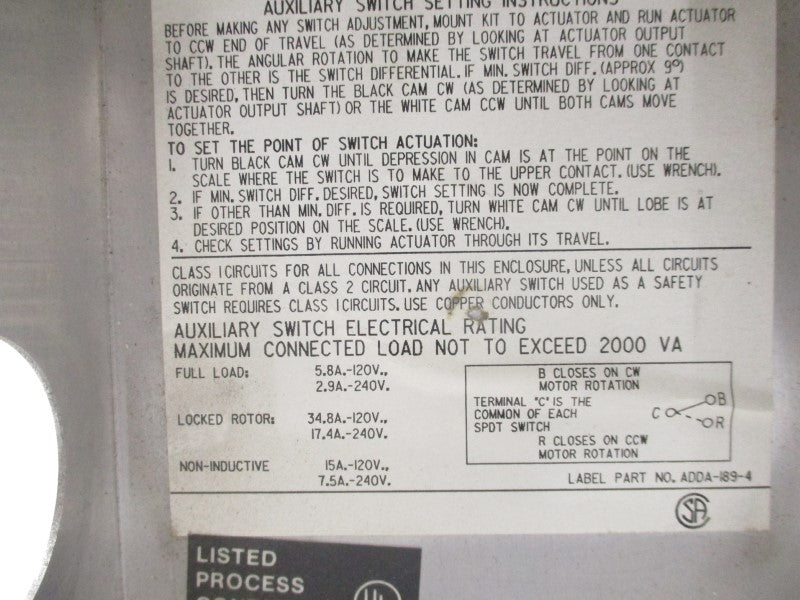 AUXILIARY SWITCH SETTING INSTRUCTIONS
BEFORE MAKING ANY SWITCH ADJUSTMENT, MOUNT KIT TO ACTUATOR AND RUN ACTUATOR
TO CCW END OF TRAVEL (AS DETERMINED BY LOOKING AT ACTUATOR OUTPUT
SHAFT). THE ANGULAR ROTATION TO MAKE THE SWITCH TRAVEL FROM ONE CONTACT
TO THE OTHER IS THE SWITCH DIFFERENTIAL. IF MIN. SWITCH DIFF. (APPROX 9°)
IS DESIRED, THEN TURN THE BLACK CAM CW (AS DETERMINED BY LOOKING AT
ACTUATOR OUTPUT SHAFT) OR THE WHITE CAM CCW UNTIL BOTH CAMS MOVE
TOGETHER.
TO SET THE POINT OF SWITCH ACTUATION:
1. TURN BLACK CAM CW UNTIL DEPRESSION IN CAM IS AT THE POINT ON THE
SCALE WHERE THE SWITCH IS TO MAKE TO THE UPPER CONTACT. (USE WRENCH).
2. IF MIN. SWITCH DIFF. DESIRED, SWITCH SETTING IS NOW COMPLETE.
3. IF OTHER THAN MIN. DIFF. IS REQUIRED, TURN WHITE CAM CW UNTIL LOBE IS AT
DESIRED POSITION ON THE SCALE. (USE WRENCH).
4. CHECK SETTINGS BY RUNNING ACTUATOR THROUGH ITS TRAVEL.
CLASS 1 CIRCUITS FOR ALL CONNECTIONS IN THIS ENCLOSURE, UNLESS ALL CIRCUITS
ORIGINATE FROM A CLASS 2 CIRCUIT. ANY AUXILIARY SWITCH USED AS A SAFETY
SWITCH REQUIRES CLASS 1 CIRCUITS. USE COPPER CONDUCTORS ONLY.
AUXILIARY SWITCH ELECTRICAL RATING
MAXIMUM CONNECTED LOAD NOT TO EXCEED 2000 VA
FULL LOAD: 5.8A.-120V.,
2.9A.-240V.
LOCKED ROTOR: 34.8A.-120V.,
17.4A.-240V.
NON-INDUCTIVE 15A.-120V.,
7.5A.-240V.
B CLOSES ON CW
MOTOR ROTATION
TERMINAL "C" IS THE
COMMON OF EACH
SPDT SWITCH
C B
R
R CLOSES ON CCW
MOTOR ROTATION
LABEL PART NO. ADDA-189-4
SA
LISTED
PROCESS
UL